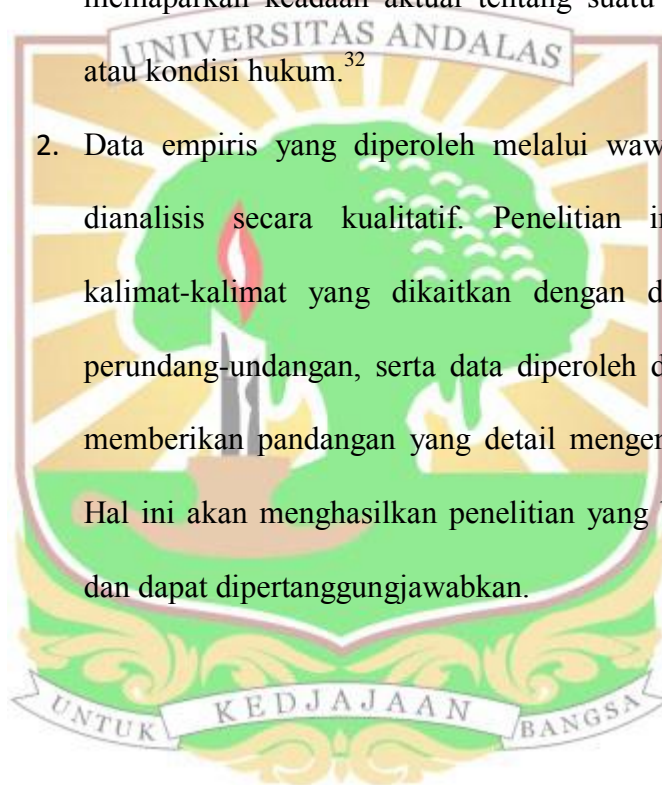 memaparkan keadaan aktual tentang suatu
UNIVERSITAS ANDALAS
atau kondisi hukum.32
2. Data empiris yang diperoleh melalui waw
dianalisis secara kualitatif. Penelitian in
kalimat-kalimat yang dikaitkan dengan d
perundang-undangan, serta data diperoleh d
memberikan pandangan yang detail mengen
Hal ini akan menghasilkan penelitian yang
dan dapat dipertanggungjawabkan.
UNTUK KEDJAJAAN BANGSA